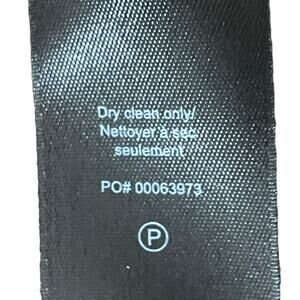 Dry clean only/
Nettoyer à sec
seulement
PO# 00063973
P